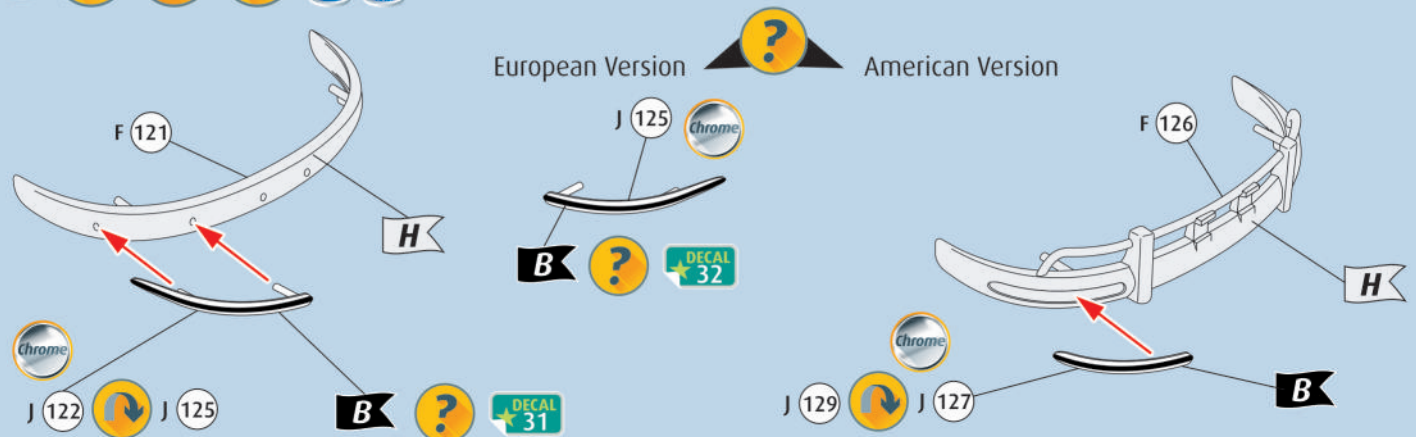 ?
European Version
American Version
F 121
J 125
Chrome
F 126
H
B
?
DECAL
32
H
Chrome
J 122
J 125
B
?
DECAL
31
Chrome
J 129
J 127
B